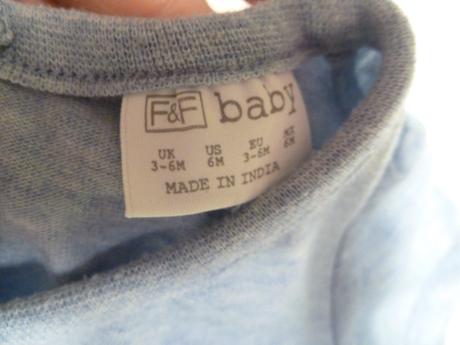 F&F baby
UK US EU MX
3-6M 6M 3-6M 6M
MADE IN INDIA